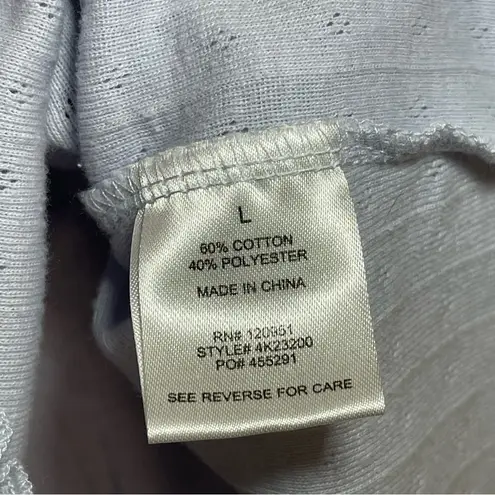 L
60% COTTON
40% POLYESTER
MADE IN CHINA
RN# 120951
STYLE# 4K23200
PO# 455291
SEE REVERSE FOR CARE